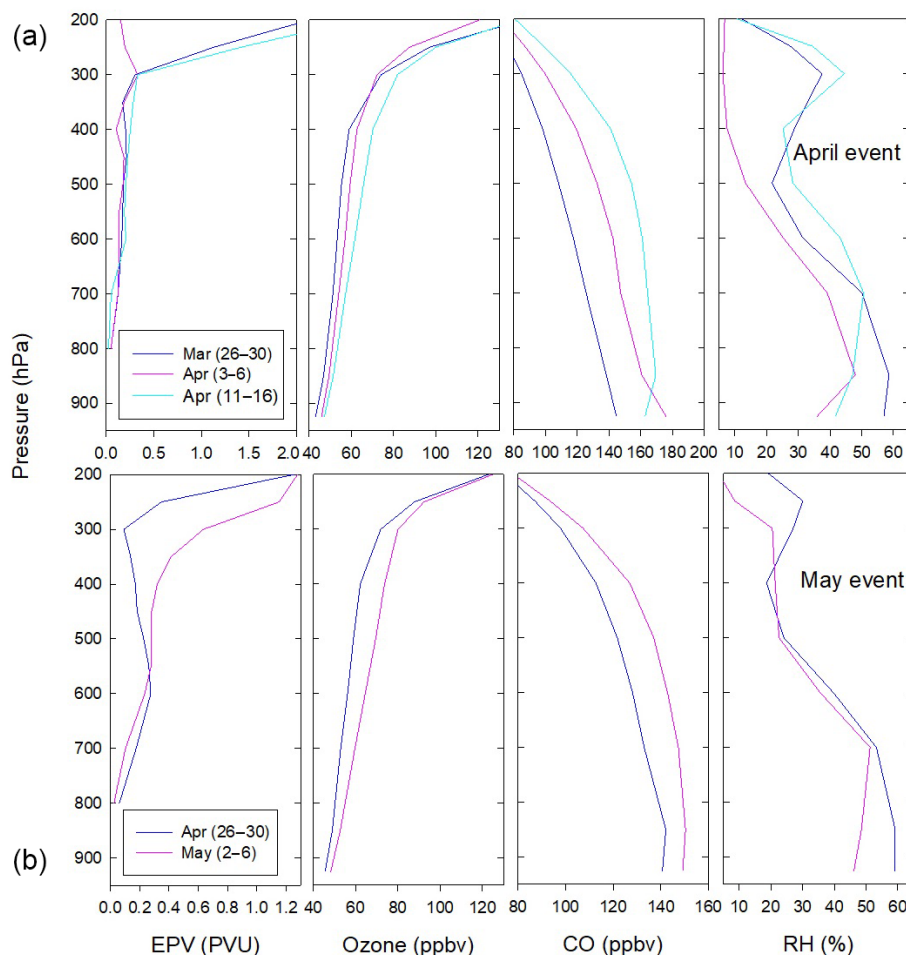 (a)
Pressure (hPa)
200
300
400
500
600
700
800
900
0.0 0.5 1.0 1.5 2.0
Mar (26–30)
Apr (3–6)
Apr (11–16)
40 60 80 100 120
80 100 120 140 160 180 200
10 20 30 40 50 60
April event
(b)
200
300
400
500
600
700
800
900
0.0 0.2 0.4 0.6 0.8 1.0 1.2
Apr (26–30)
May (2–6)
40 60 80 100 120
80 100 120 140 160
10 20 30 40 50 60
May event
EPV (PVU) Ozone (ppbv) CO (ppbv) RH (%)